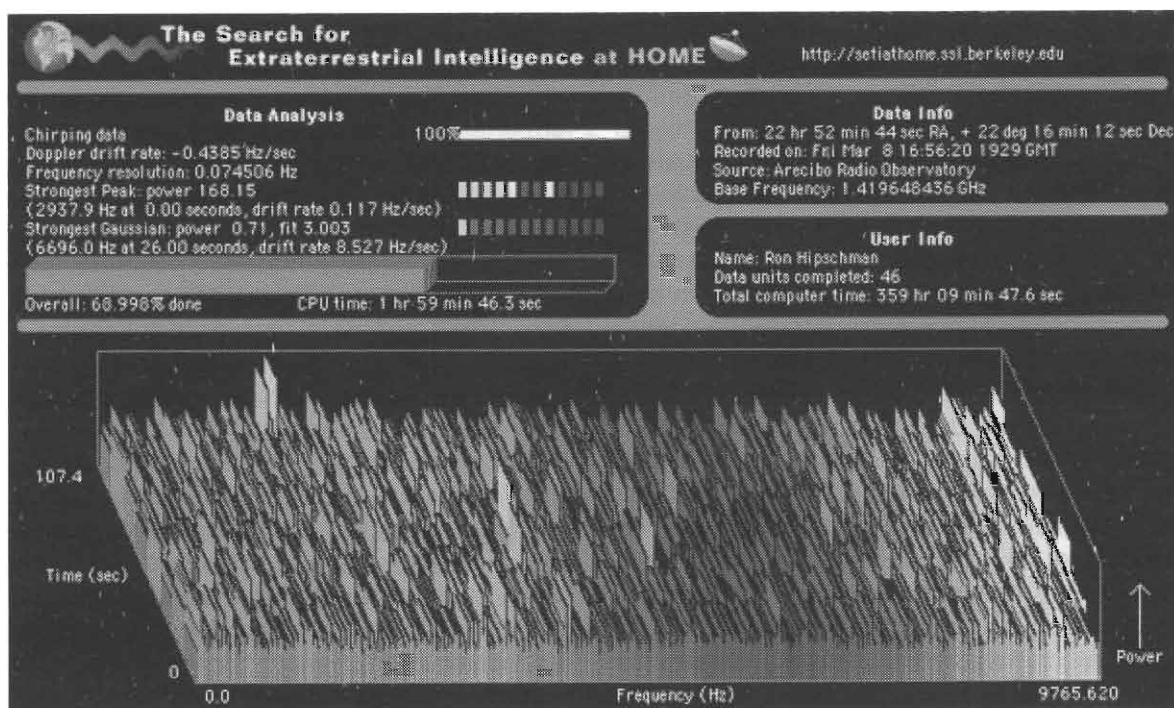 The Search for
Extraterrestrial Intelligence at HOME
http://setiathome.ssl.berkeley.edu
Data Analysis
Chirping data 100%
Doppler drift rate: -0.4385 Hz/sec
Frequency resolution: 0.074506 Hz
Strongest Peak: power 168.15
(2937.9 Hz at 0.00 seconds, drift rate 0.117 Hz/sec)
Strongest Gaussian: power 0.71, fit 3.003
(6696.0 Hz at 26.00 seconds, drift rate 8.527 Hz/sec)
Overall: 68.998% done CPU time: 1 hr 59 min 46.3 sec
Data Info
From: 22 hr 52 min 44 sec RA, + 22 deg 16 min 12 sec Dec
Recorded on: Fri Mar 8 16:56:20 1929 GMT
Source: Arecibo Radio Observatory
Base Frequency: 1.419648436 GHz
User Info
Name: Ron Hipschman
Data units completed: 46
Total computer time: 359 hr 09 min 47.6 sec
107.4
Time (sec)
0
0.0
Frequency (Hz)
9765.620
Power